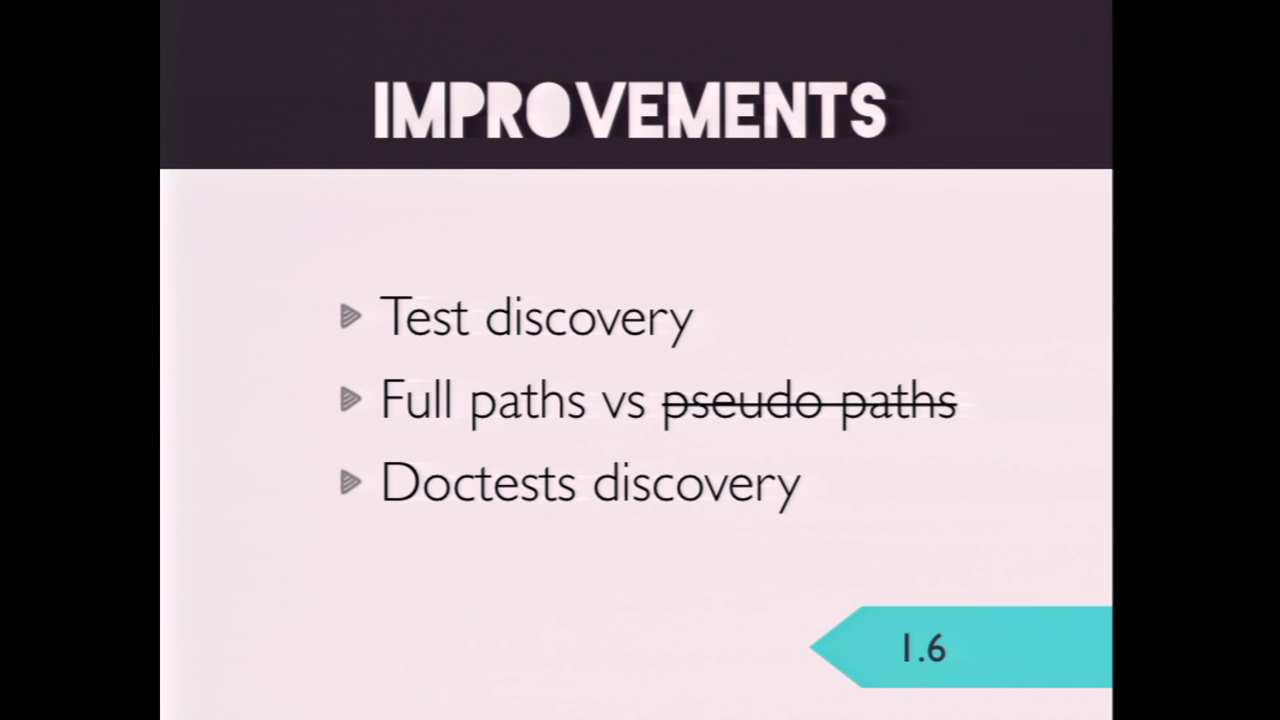 IMPROVEMENTS
Test discovery
Full paths vs pseudo paths
Doctests discovery
1.6